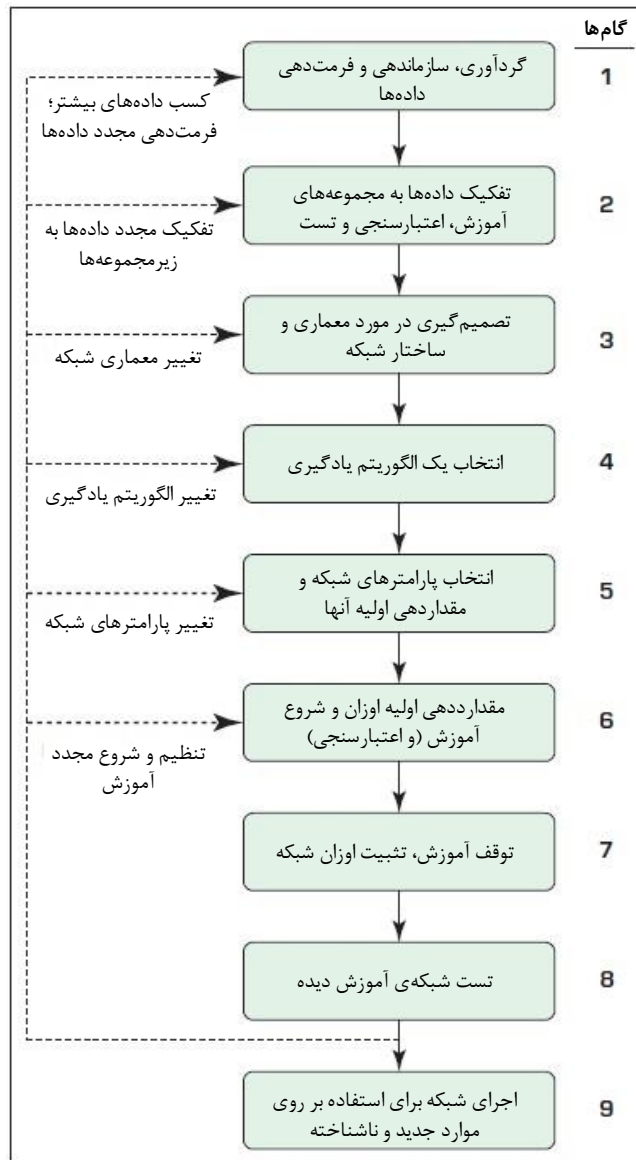 گام‌ها
1
گردآوری، سازماندهی و فرمت‌دهی
داده‌ها
کسب داده‌های بیشتر؛
فرمت‌دهی مجدد داده‌ها
2
تفکیک داده‌ها به مجموعه‌های
آموزش، اعتبارسنجی و تست
تفکیک مجدد داده‌ها به
زیرمجموعه‌ها
3
تصمیم‌گیری در مورد معماری و
ساختار شبکه
تغییر معماری شبکه
4
انتخاب یک الگوریتم یادگیری
تغییر الگوریتم یادگیری
5
انتخاب پارامترهای شبکه و
مقداردهی اولیه آنها
تغییر پارامترهای شبکه
6
مقدارددهی اولیه اوزان و شروع
آموزش (و اعتبارسنجی)
تنظیم و شروع مجدد
آموزش
7
توقف آموزش، تثبیت اوزان شبکه
8
تست شبکه‌ی آموزش دیده
9
اجرای شبکه برای استفاده بر روی
موارد جدید و ناشناخته